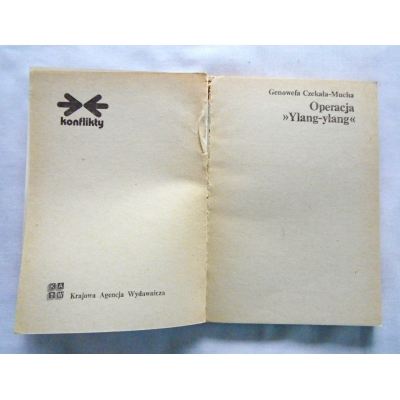 konflikty
KAW
Krajowa Agencja Wydawnicza
Genowefa Czekała-Mucha
Operacja
»Ylang-ylang«